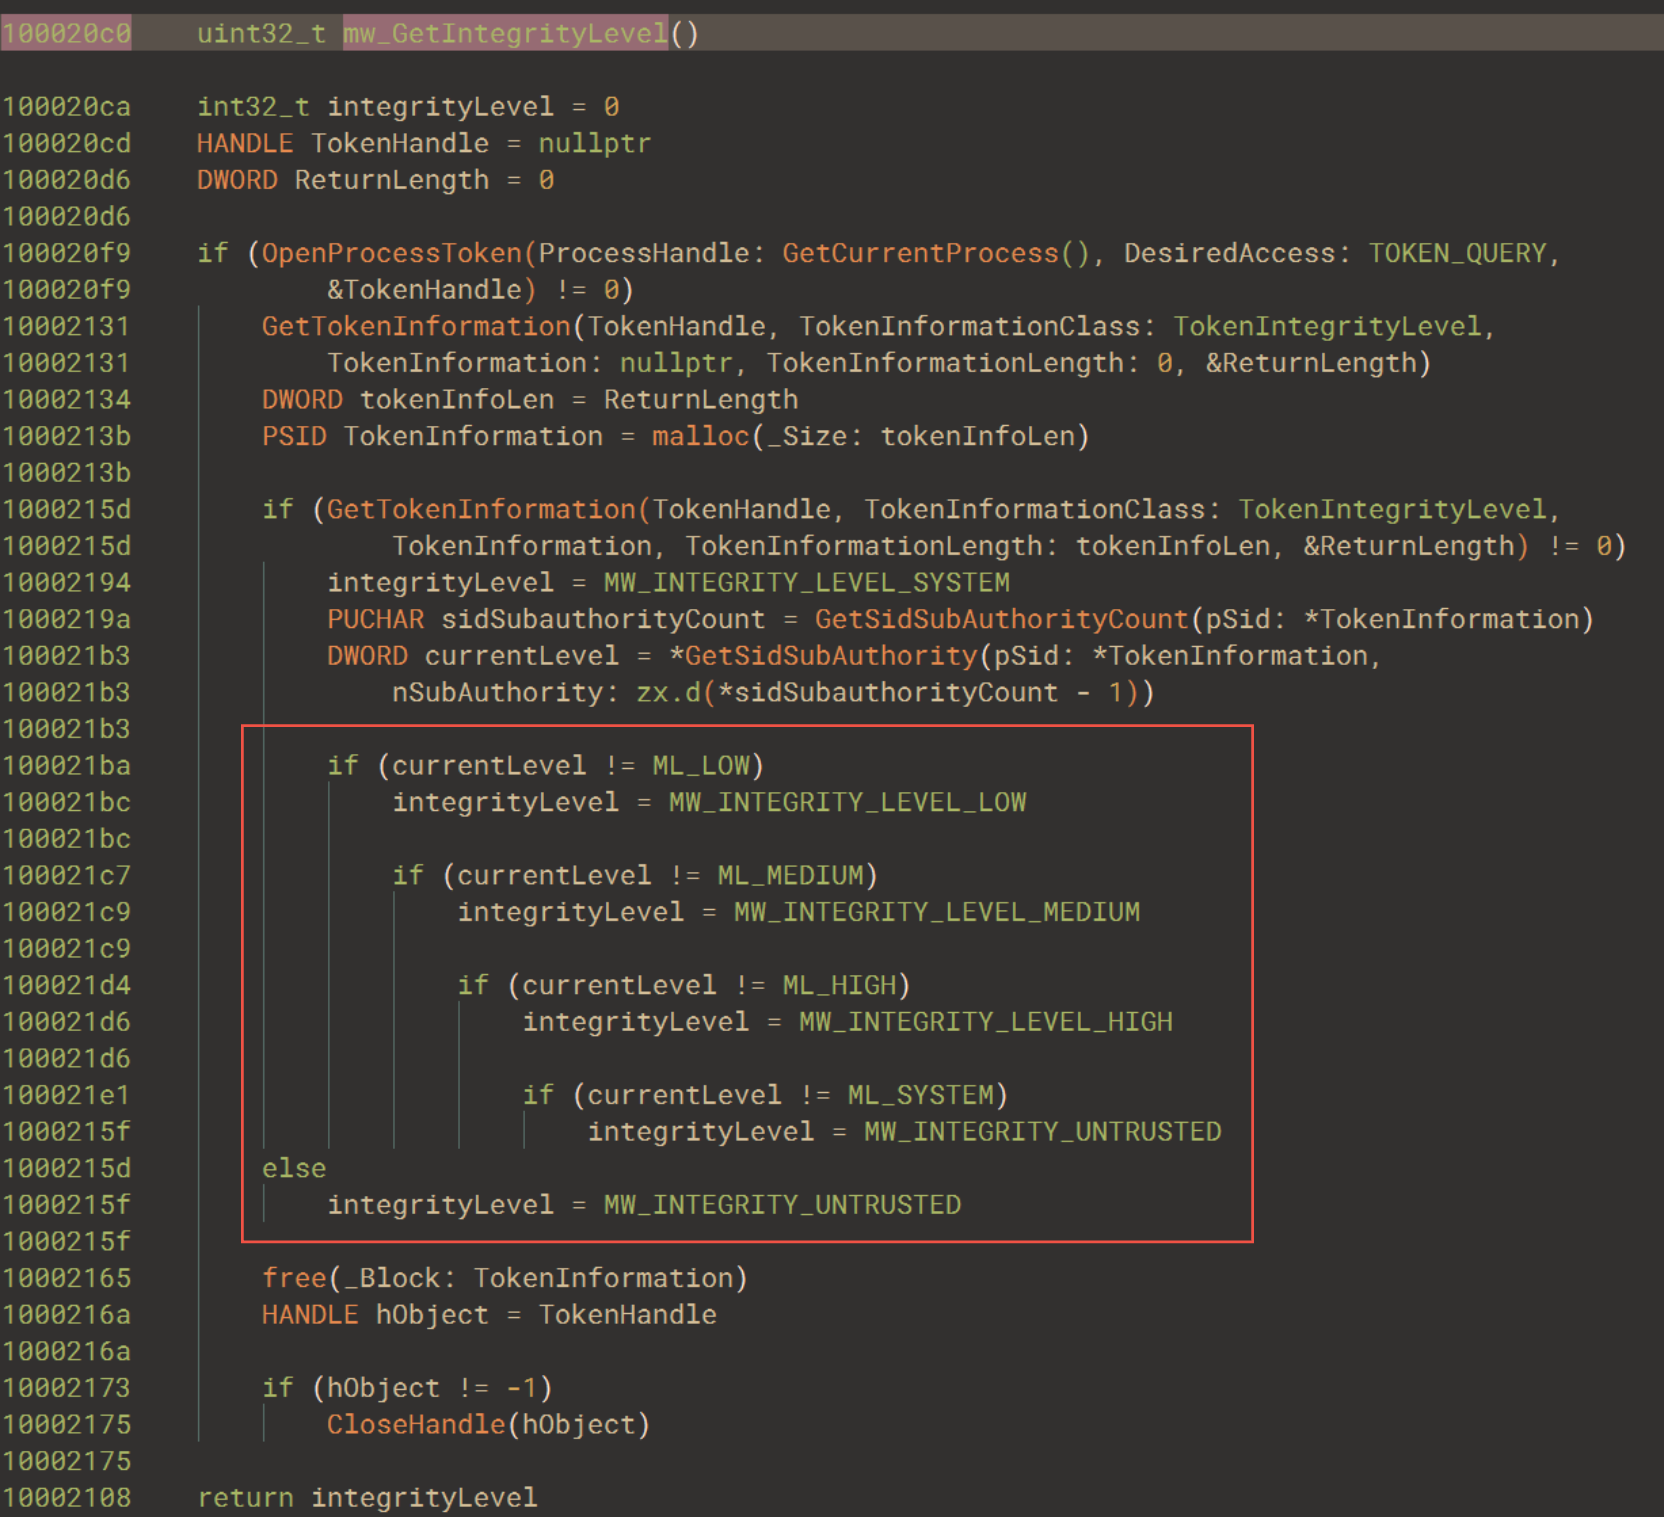 100020c0    uint32_t mw_GetIntegrityLevel()
100020ca    int32_t integrityLevel = 0
100020cd    HANDLE TokenHandle = nullptr
100020d6    DWORD ReturnLength = 0
100020d6
100020f9    if (OpenProcessToken(ProcessHandle: GetCurrentProcess(), DesiredAccess: TOKEN_QUERY,
100020f9            &TokenHandle) != 0)
10002131        GetTokenInformation(TokenHandle, TokenInformationClass: TokenIntegrityLevel,
10002131            TokenInformation: nullptr, TokenInformationLength: 0, &ReturnLength)
10002134        DWORD tokenInfoLen = ReturnLength
1000213b        PSID TokenInformation = malloc(_Size: tokenInfoLen)
1000213b
1000215d        if (GetTokenInformation(TokenHandle, TokenInformationClass: TokenIntegrityLevel,
1000215d                TokenInformation, TokenInformationLength: tokenInfoLen, &ReturnLength) != 0)
10002194            integrityLevel = MW_INTEGRITY_LEVEL_SYSTEM
1000219a            PUCHAR sidSubauthorityCount = GetSidSubAuthorityCount(pSid: *TokenInformation)
100021b3            DWORD currentLevel = *GetSidSubAuthority(pSid: *TokenInformation,
100021b3                nSubAuthority: zx.d(*sidSubauthorityCount - 1))
100021b3
100021ba            if (currentLevel != ML_LOW)
100021bc                integrityLevel = MW_INTEGRITY_LEVEL_LOW
100021bc
100021c7                if (currentLevel != ML_MEDIUM)
100021c9                    integrityLevel = MW_INTEGRITY_LEVEL_MEDIUM
100021c9
100021d4                    if (currentLevel != ML_HIGH)
100021d6                        integrityLevel = MW_INTEGRITY_LEVEL_HIGH
100021d6
100021e1                        if (currentLevel != ML_SYSTEM)
1000215f                            integrityLevel = MW_INTEGRITY_UNTRUSTED
1000215d        else
1000215f            integrityLevel = MW_INTEGRITY_UNTRUSTED
1000215f
10002165        free(_Block: TokenInformation)
1000216a        HANDLE hObject = TokenHandle
1000216a
10002173        if (hObject != -1)
10002175            CloseHandle(hObject)
10002175
10002108    return integrityLevel